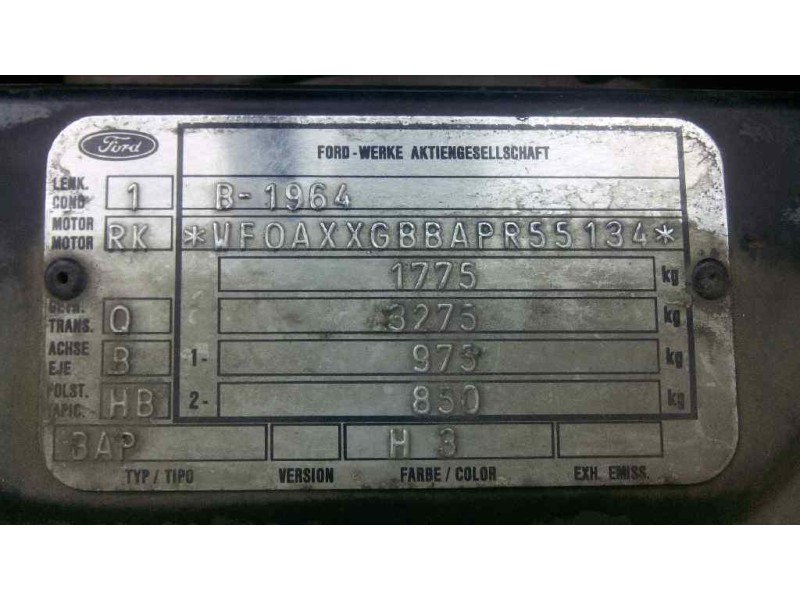 Ford
FORD-WERKE AKTIENGESELLSCHAFT
LENK. COND 1 B-1964
MOTOR MOTOR RK *WF0AXXGBBAPR55134*
1775 kg
GETR. TRANS. Q 3275 kg
ACHSE EJE B 1- 975 kg
POLST. TAPIC. HB 2- 850 kg
BAP H 3
TYP / TIPO VERSION FARBE / COLOR EXH. EMISS.